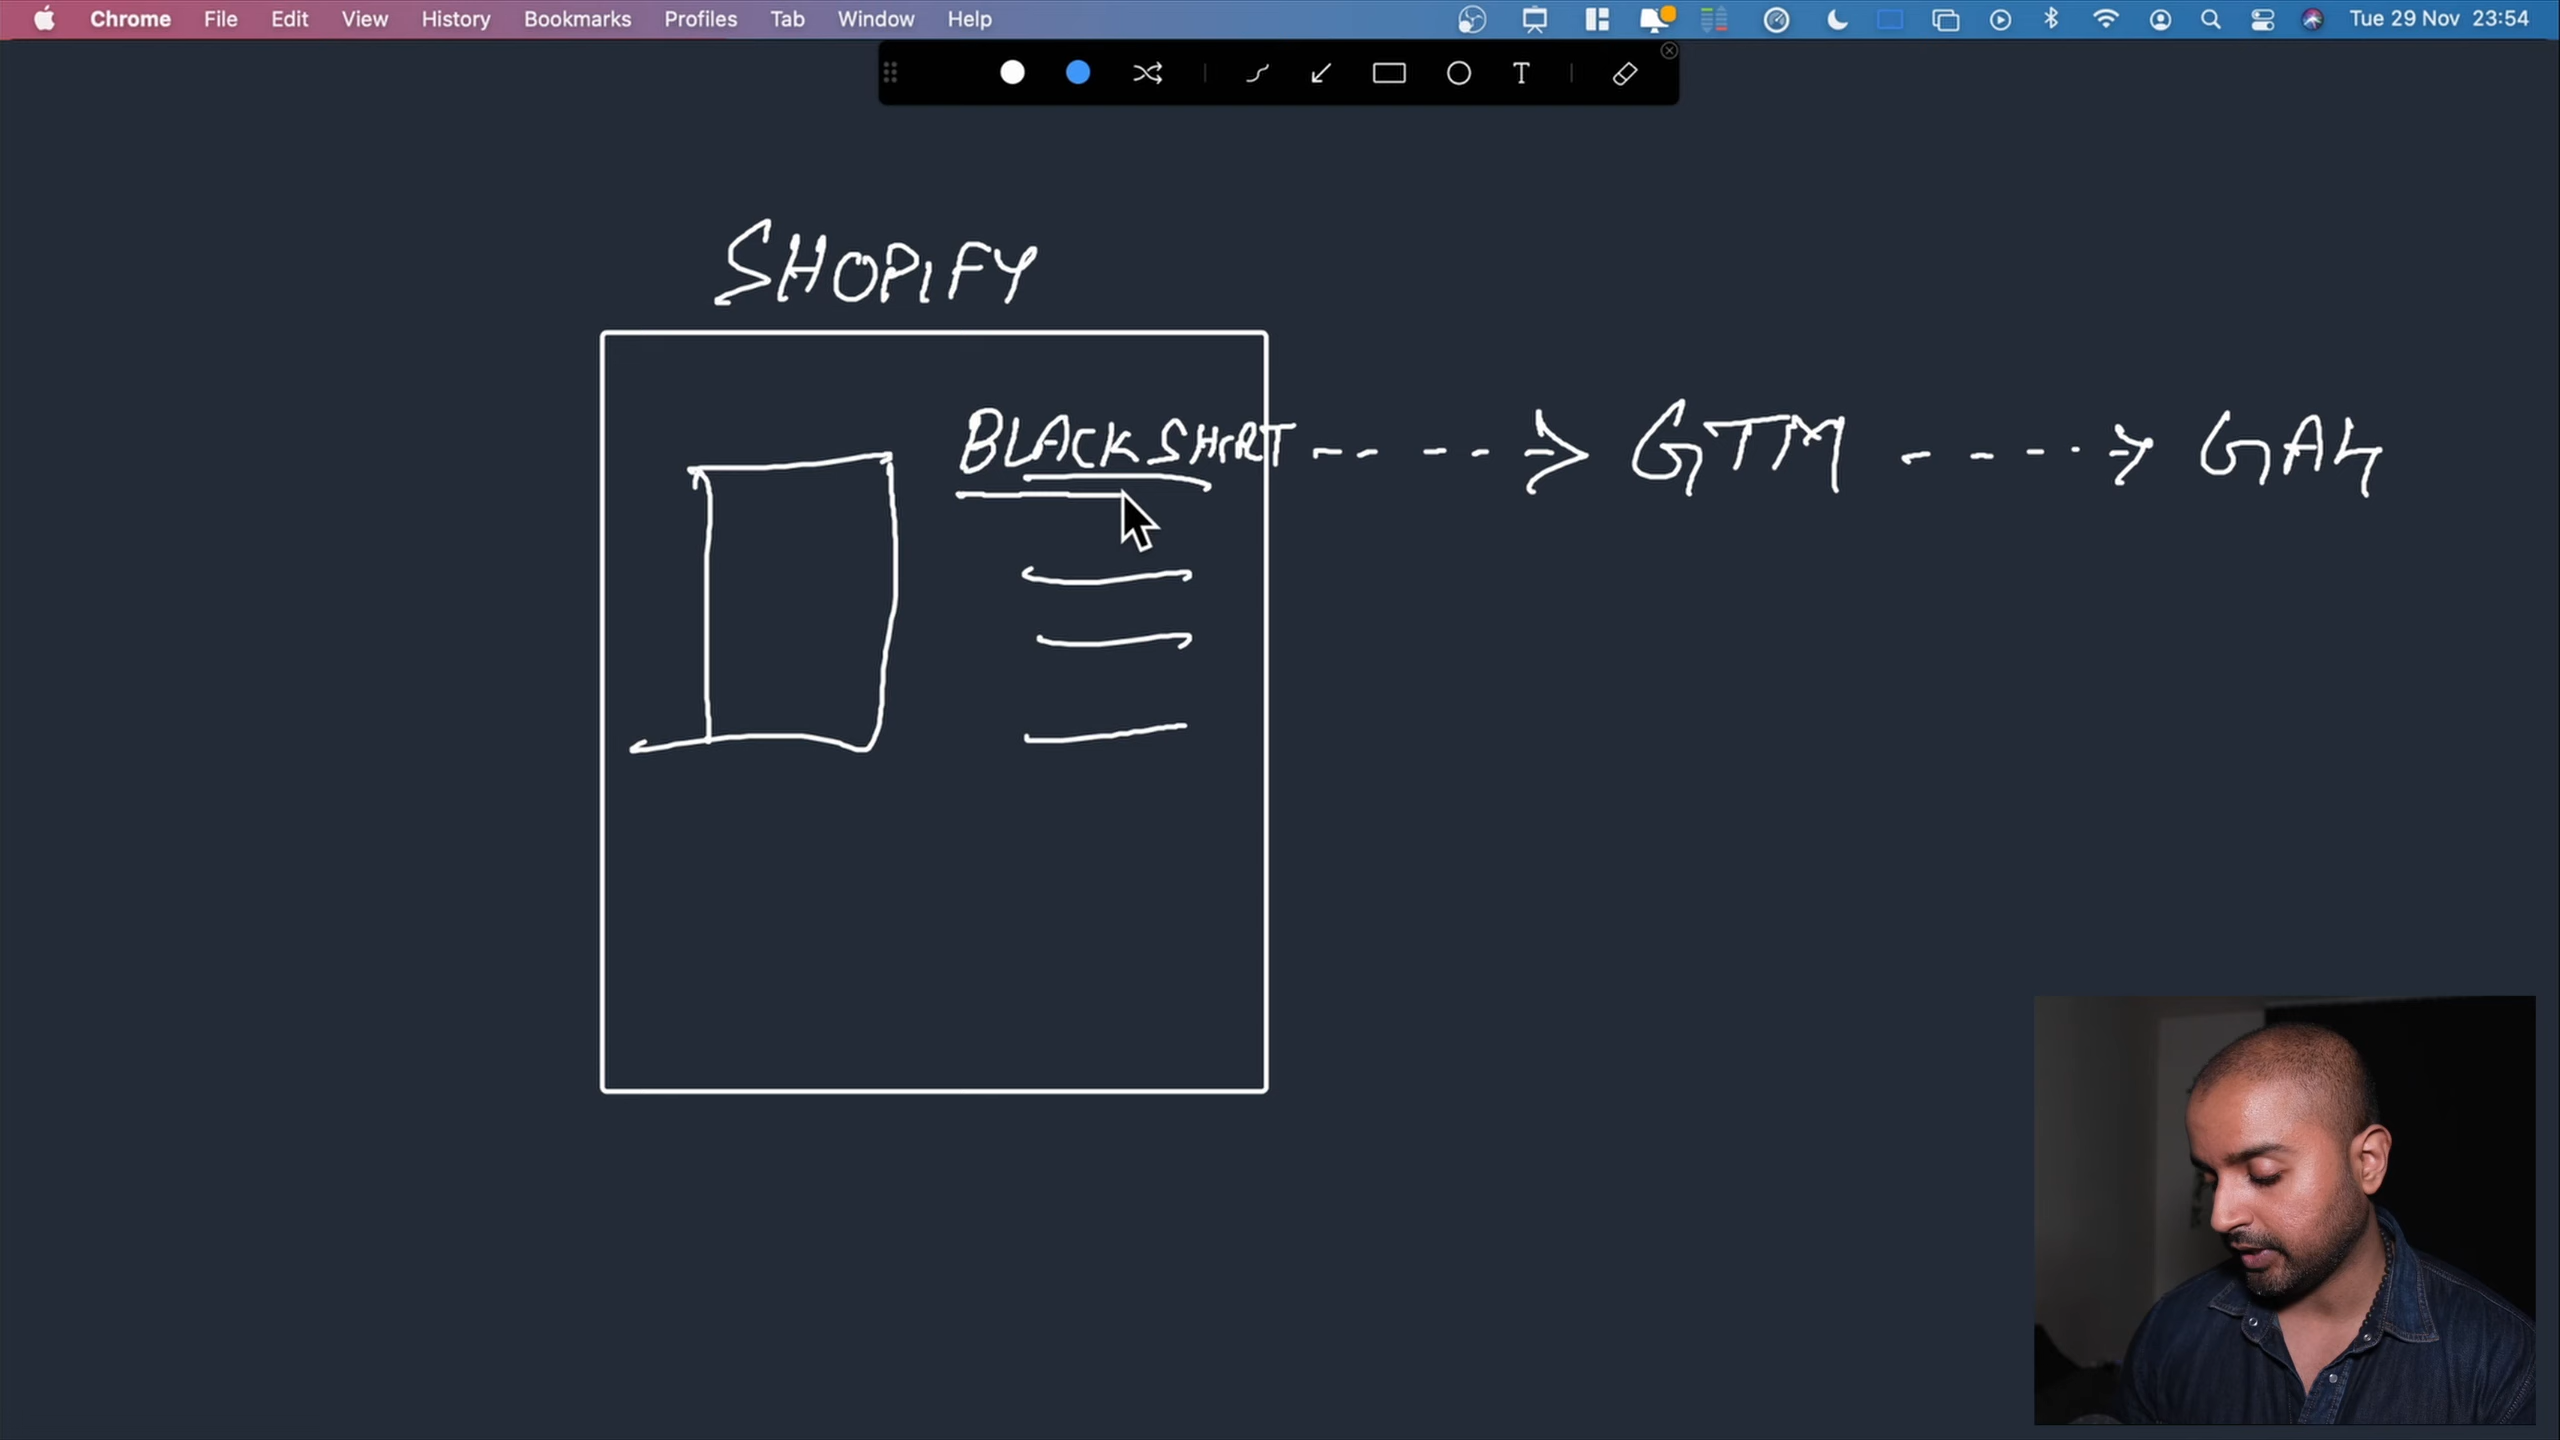 Chrome File Edit View History Bookmarks Profiles Tab Window Help Tue 29 Nov 23:54
T
SHOPIFY
BLACK SHIRT GTM GA4